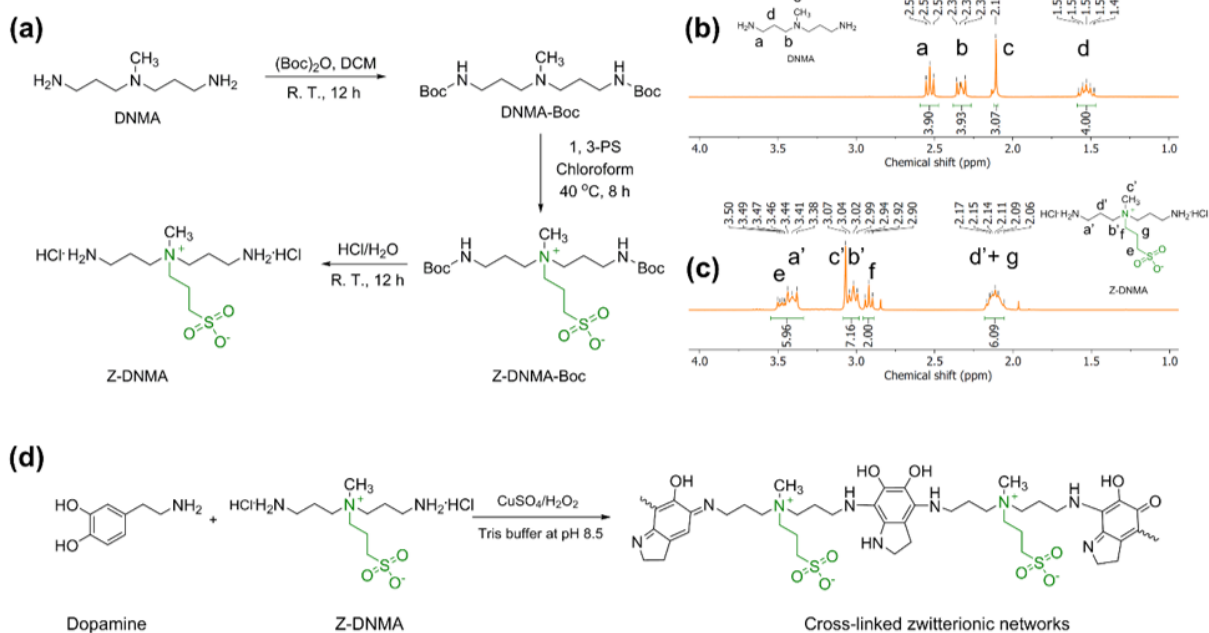 (a)
CH3
H2N N NH2
DNMA
(Boc)2O, DCM
R. T., 12 h
H CH3 H
Boc N N N Boc
DNMA-Boc
1, 3-PS
Chloroform
40 °C, 8 h
H CH3 H
Boc N N+ N Boc
O S O
O-
Z-DNMA-Boc
HCl/H2O
R. T., 12 h
CH3
HCl·H2N N+ NH2·HCl
O S O
O-
Z-DNMA
(b)
d CH3
H2N N NH2
a b
DNMA
a b c d
3.90 3.93 3.07 4.00
4.0 3.5 3.0 2.5 2.0 1.5 1.0
Chemical shift (ppm)
(c)
3.50 3.49 3.47 3.46 3.44 3.41 3.38 3.07 3.04 3.02 2.99 2.94 2.92 2.90 2.17 2.15 2.14 2.11 2.09 2.06
c'
d' CH3
HCl·H2N N NH2·HCl
a' b' f g
e
O S O
O-
Z-DNMA
e a' c' b' f d'+ g
5.96 7.16 2.00 6.09
4.0 3.5 3.0 2.5 2.0 1.5 1.0
Chemical shift (ppm)
(d)
HO
HO
NH2
Dopamine
+
CH3
HCl·H2N N+ NH2·HCl
O S O
O-
Z-DNMA
CuSO4/H2O2
Tris buffer at pH 8.5
OH CH3 HO OH CH3 OH
N N N+ H N HN H N N+ H N N O
O S O O S O
O- O-
Cross-linked zwitterionic networks